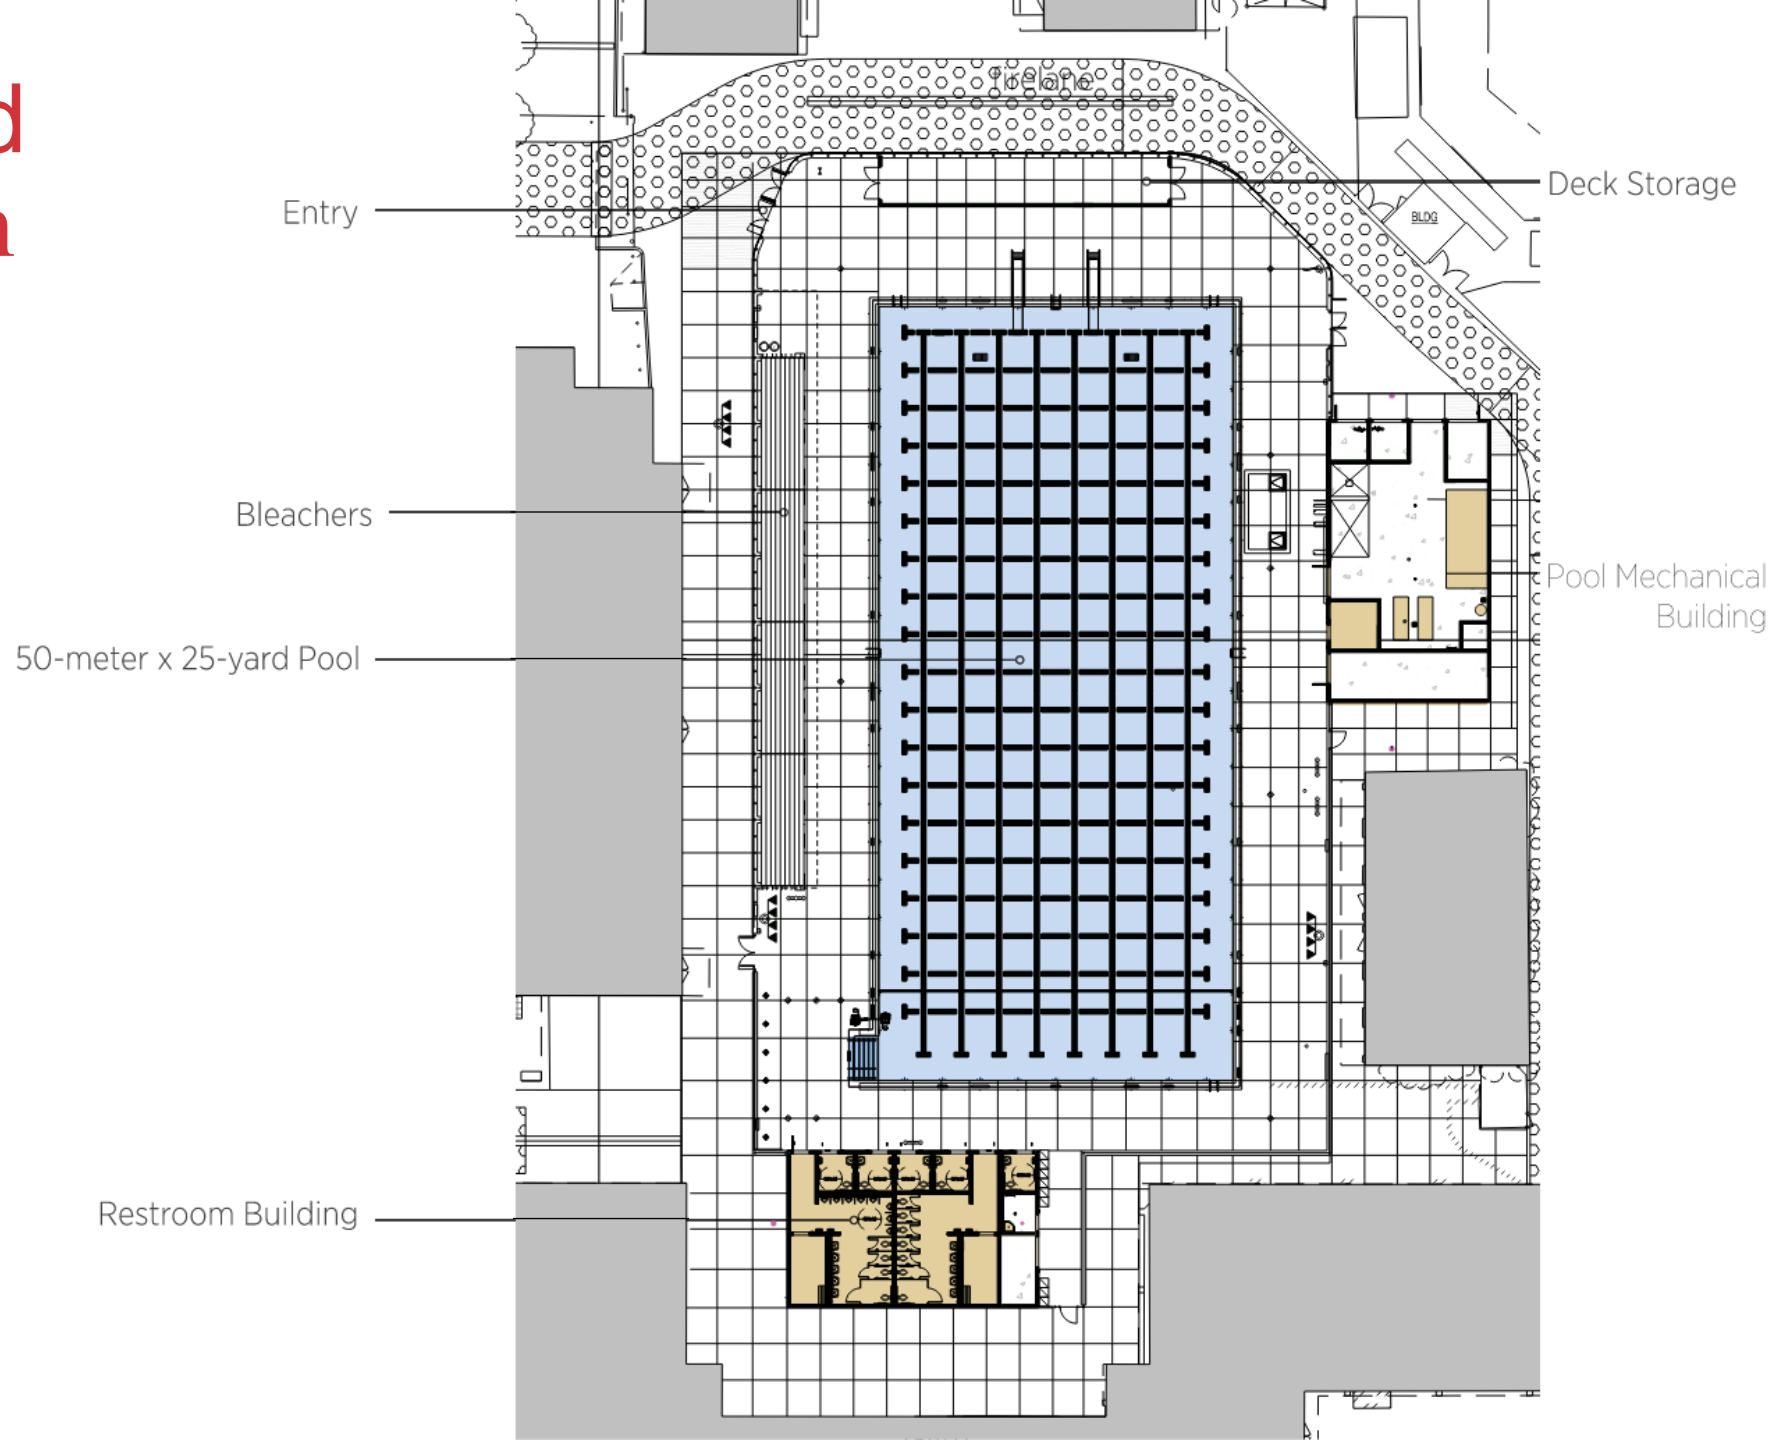 d
a
firelane
Deck Storage
Entry
BLDG
Bleachers
Pool Mechanical
Building
50-meter x 25-yard Pool
Restroom Building